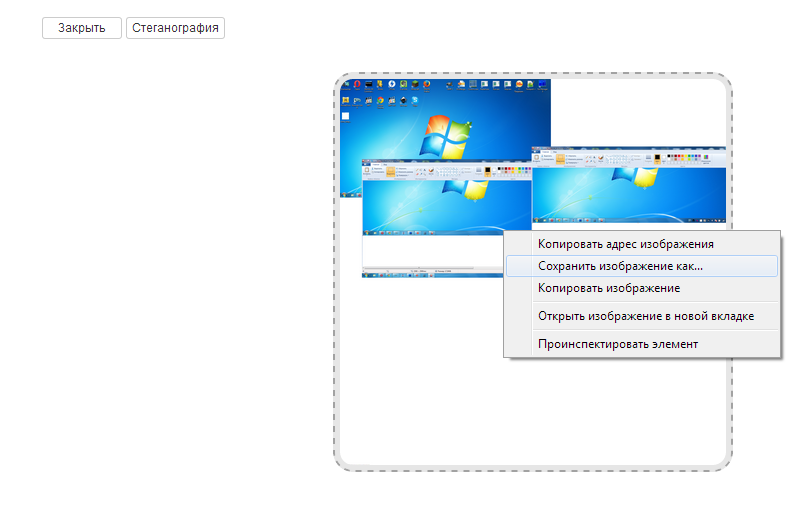 Закрыть
Стеганография
Копировать адрес изображения
Сохранить изображение как...
Копировать изображение
Открыть изображение в новой вкладке
Проинспектировать элемент